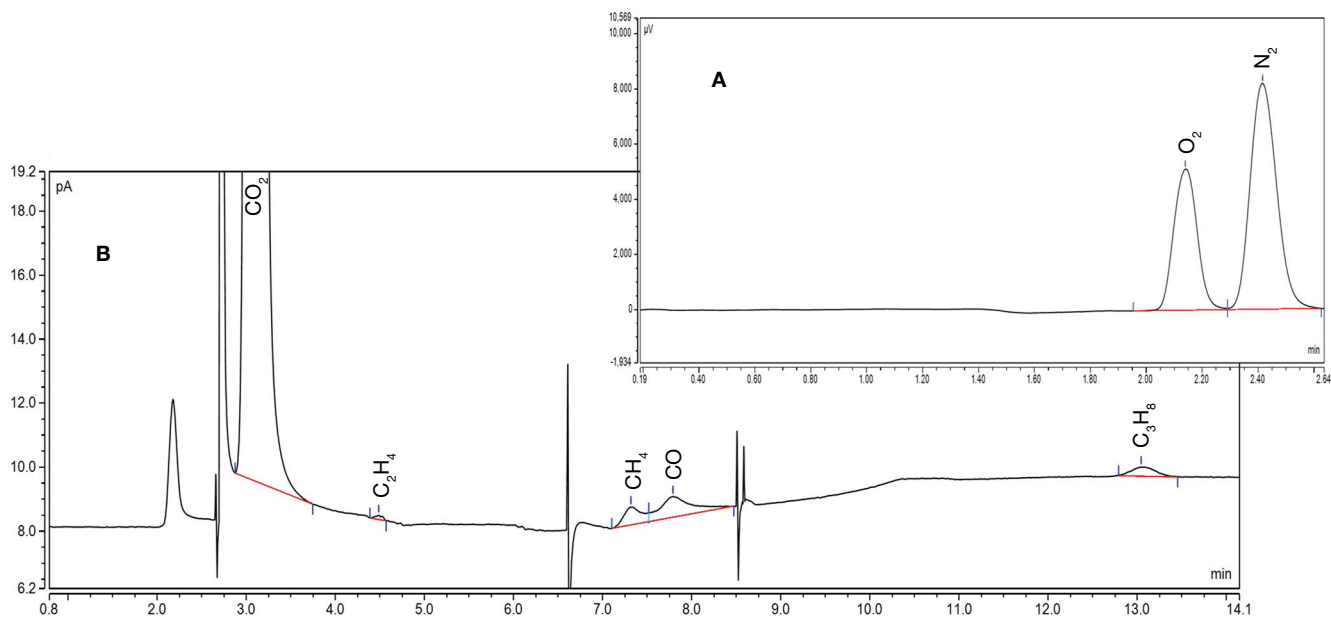 10,569
10,000
μV
A
N₂
8,000
6,000
O₂
4,000
2,000
0
-1,934
min
0.19 0.40 0.60 0.80 1.00 1.20 1.40 1.60 1.80 2.00 2.20 2.40 2.64
19.2
pA
CO₂
18.0
B
16.0
14.0
12.0
10.0
C₂H₄
CH₄
CO
C₃H₈
8.0
6.2
min
0.8 2.0 3.0 4.0 5.0 6.0 7.0 8.0 9.0 10.0 11.0 12.0 13.0 14.1